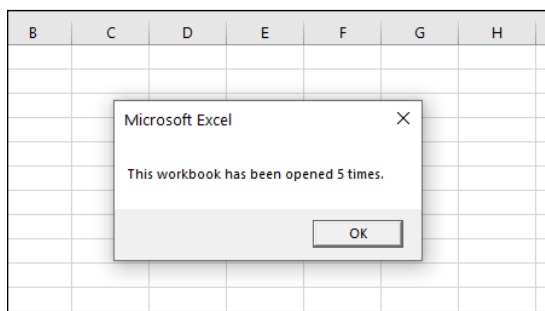 B C D E F G H
Microsoft Excel
This workbook has been opened 5 times.
OK